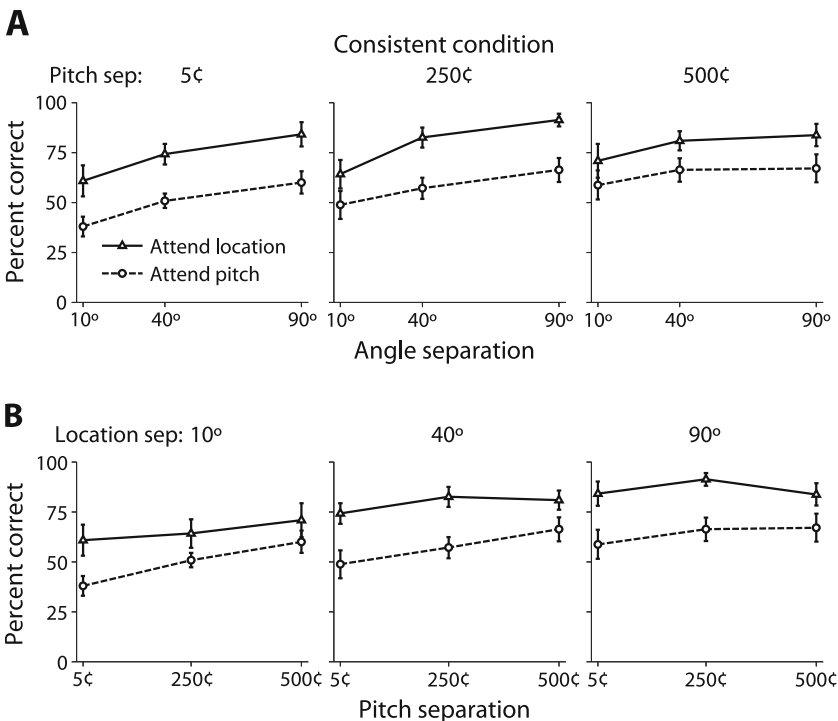 A
Consistent condition
Pitch sep: 5¢ 250¢ 500¢
Percent correct
100
75
50
25
0
Attend location
Attend pitch
10º 40º 90º 10º 40º 90º 10º 40º 90º
Angle separation
B
Location sep: 10º 40º 90º
Percent correct
100
75
50
25
0
5¢ 250¢ 500¢ 5¢ 250¢ 500¢ 5¢ 250¢ 500¢
Pitch separation